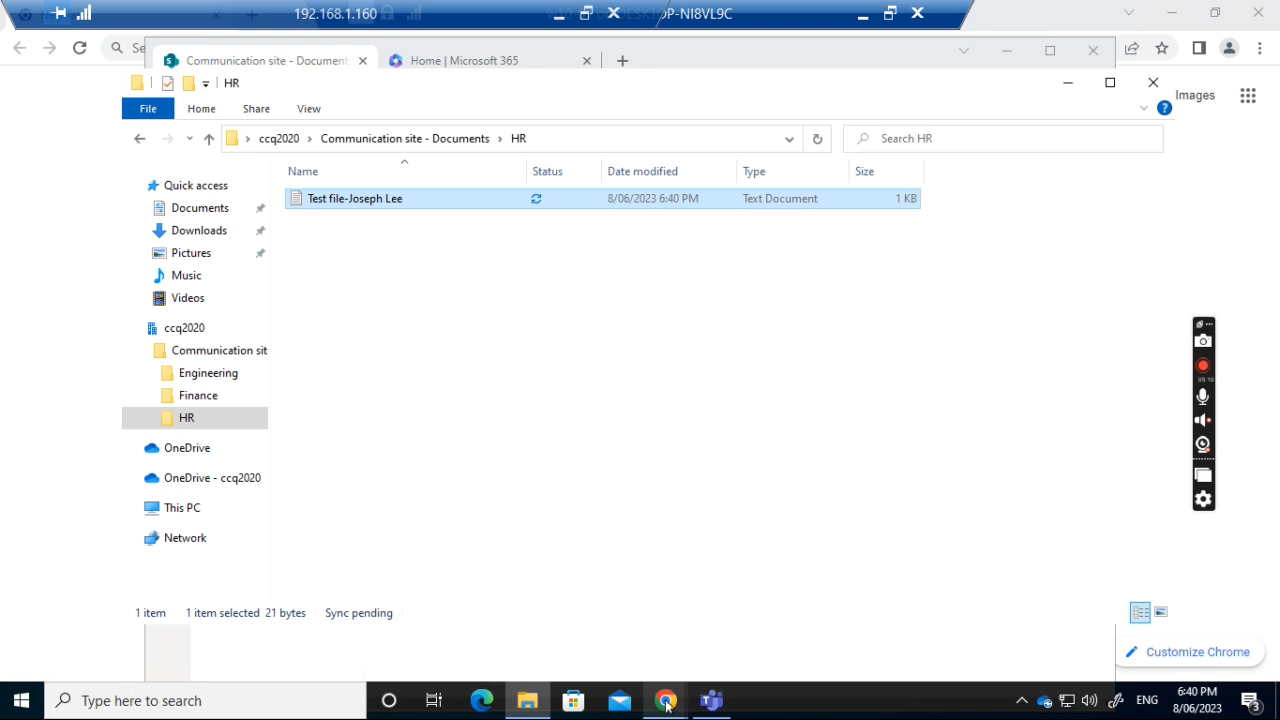 192.168.1.160
OP-NI8VL9C
Se
Communication site - Document
Home | Microsoft 365
HR
Images
File
Home
Share
View
ccq2020 > Communication site - Documents > HR
Search HR
Name
Status
Date modified
Type
Size
Test file-Joseph Lee
8/06/2023 6:40 PM
Text Document
1 KB
Quick access
Documents
Downloads
Pictures
Music
Videos
ccq2020
Communication sit
Engineering
Finance
HR
OneDrive
OneDrive - ccq2020
This PC
Network
05:10
1 item
1 item selected 21 bytes
Sync pending
Customize Chrome
Type here to search
ENG
6:40 PM
8/06/2023
3